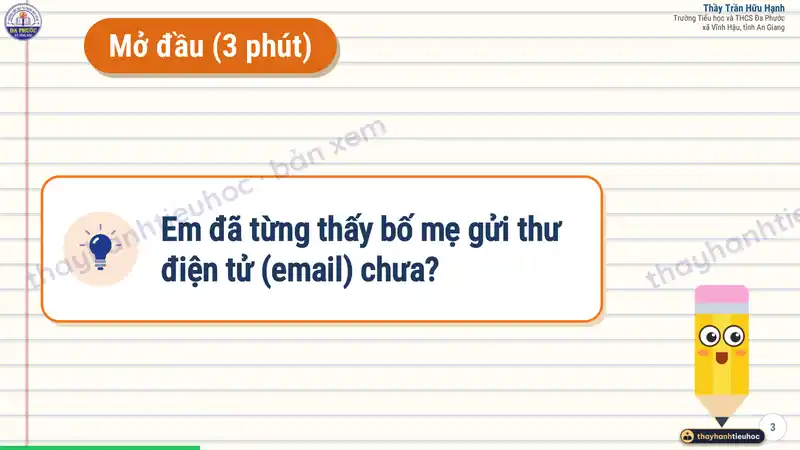 Thầy Trần Hữu Hạnh
Trường Tiểu học và THCS Đa Phước
xã Vĩnh Hậu, tỉnh An Giang
ĐA PHƯỚC
Mở đầu (3 phút)
thayhanhtieuhoc · bản xem
Em đã từng thấy bố mẹ gửi thư
điện tử (email) chưa?
thayhanhtie
thayhanhtieuhoc
3